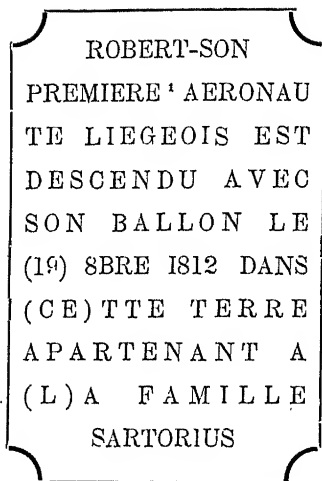 ROBERT-SON
PREMIERE ¹ AERONAU
TE LIEGEOIS EST
DESCENDU AVEC
SON BALLON LE
(19) 8BRE 1812 DANS
(CE)TTE TERRE
APARTENANT A
(L)A FAMILLE
SARTORIUS